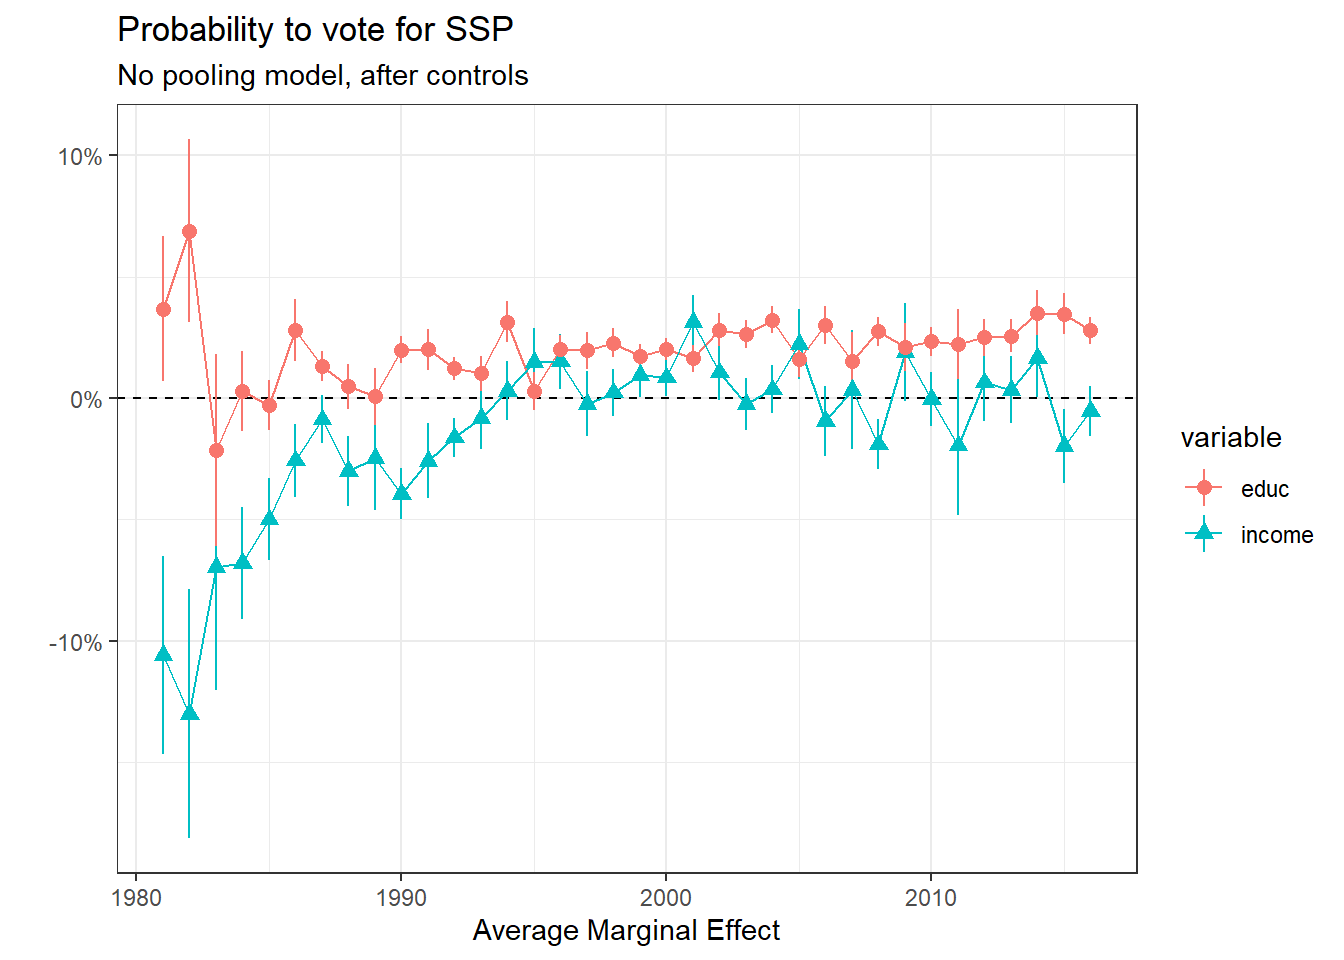 Probability to vote for SSP
No pooling model, after controls
10%
0%
-10%
1980 1990 2000 2010
Average Marginal Effect
variable
educ
income